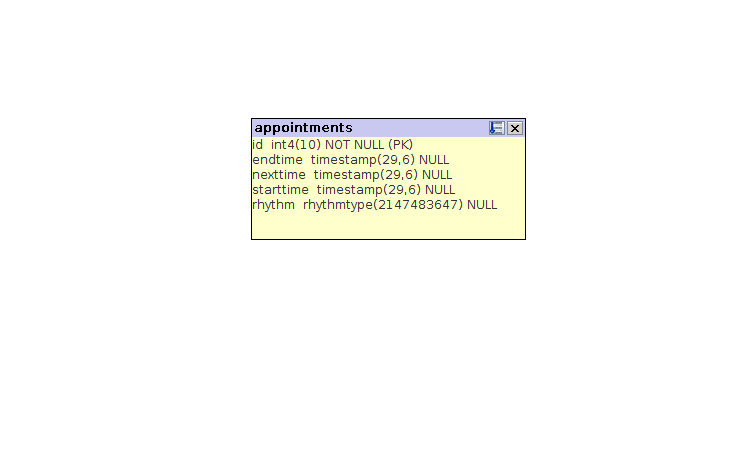 appointments
id  int4(10) NOT NULL (PK)
endtime  timestamp(29,6) NULL
nexttime  timestamp(29,6) NULL
starttime  timestamp(29,6) NULL
rhythm  rhythmtype(2147483647) NULL